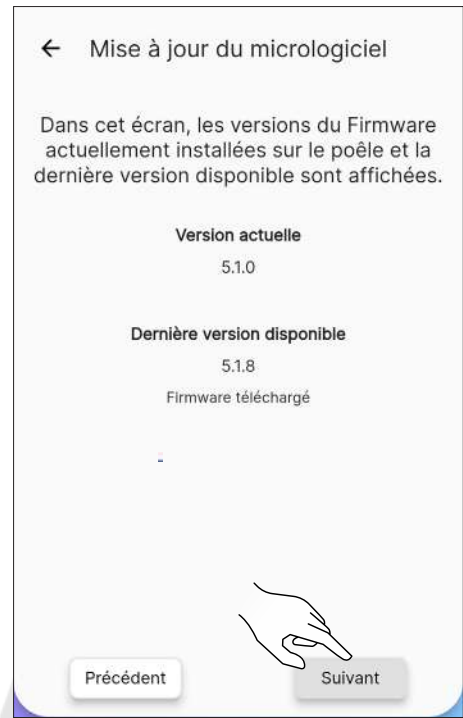 ← Mise à jour du micrologiciel
Dans cet écran, les versions du Firmware
actuellement installées sur le poêle et la
dernière version disponible sont affichées.
Version actuelle
5.1.0
Dernière version disponible
5.1.8
Firmware téléchargé
Précédent
Suivant